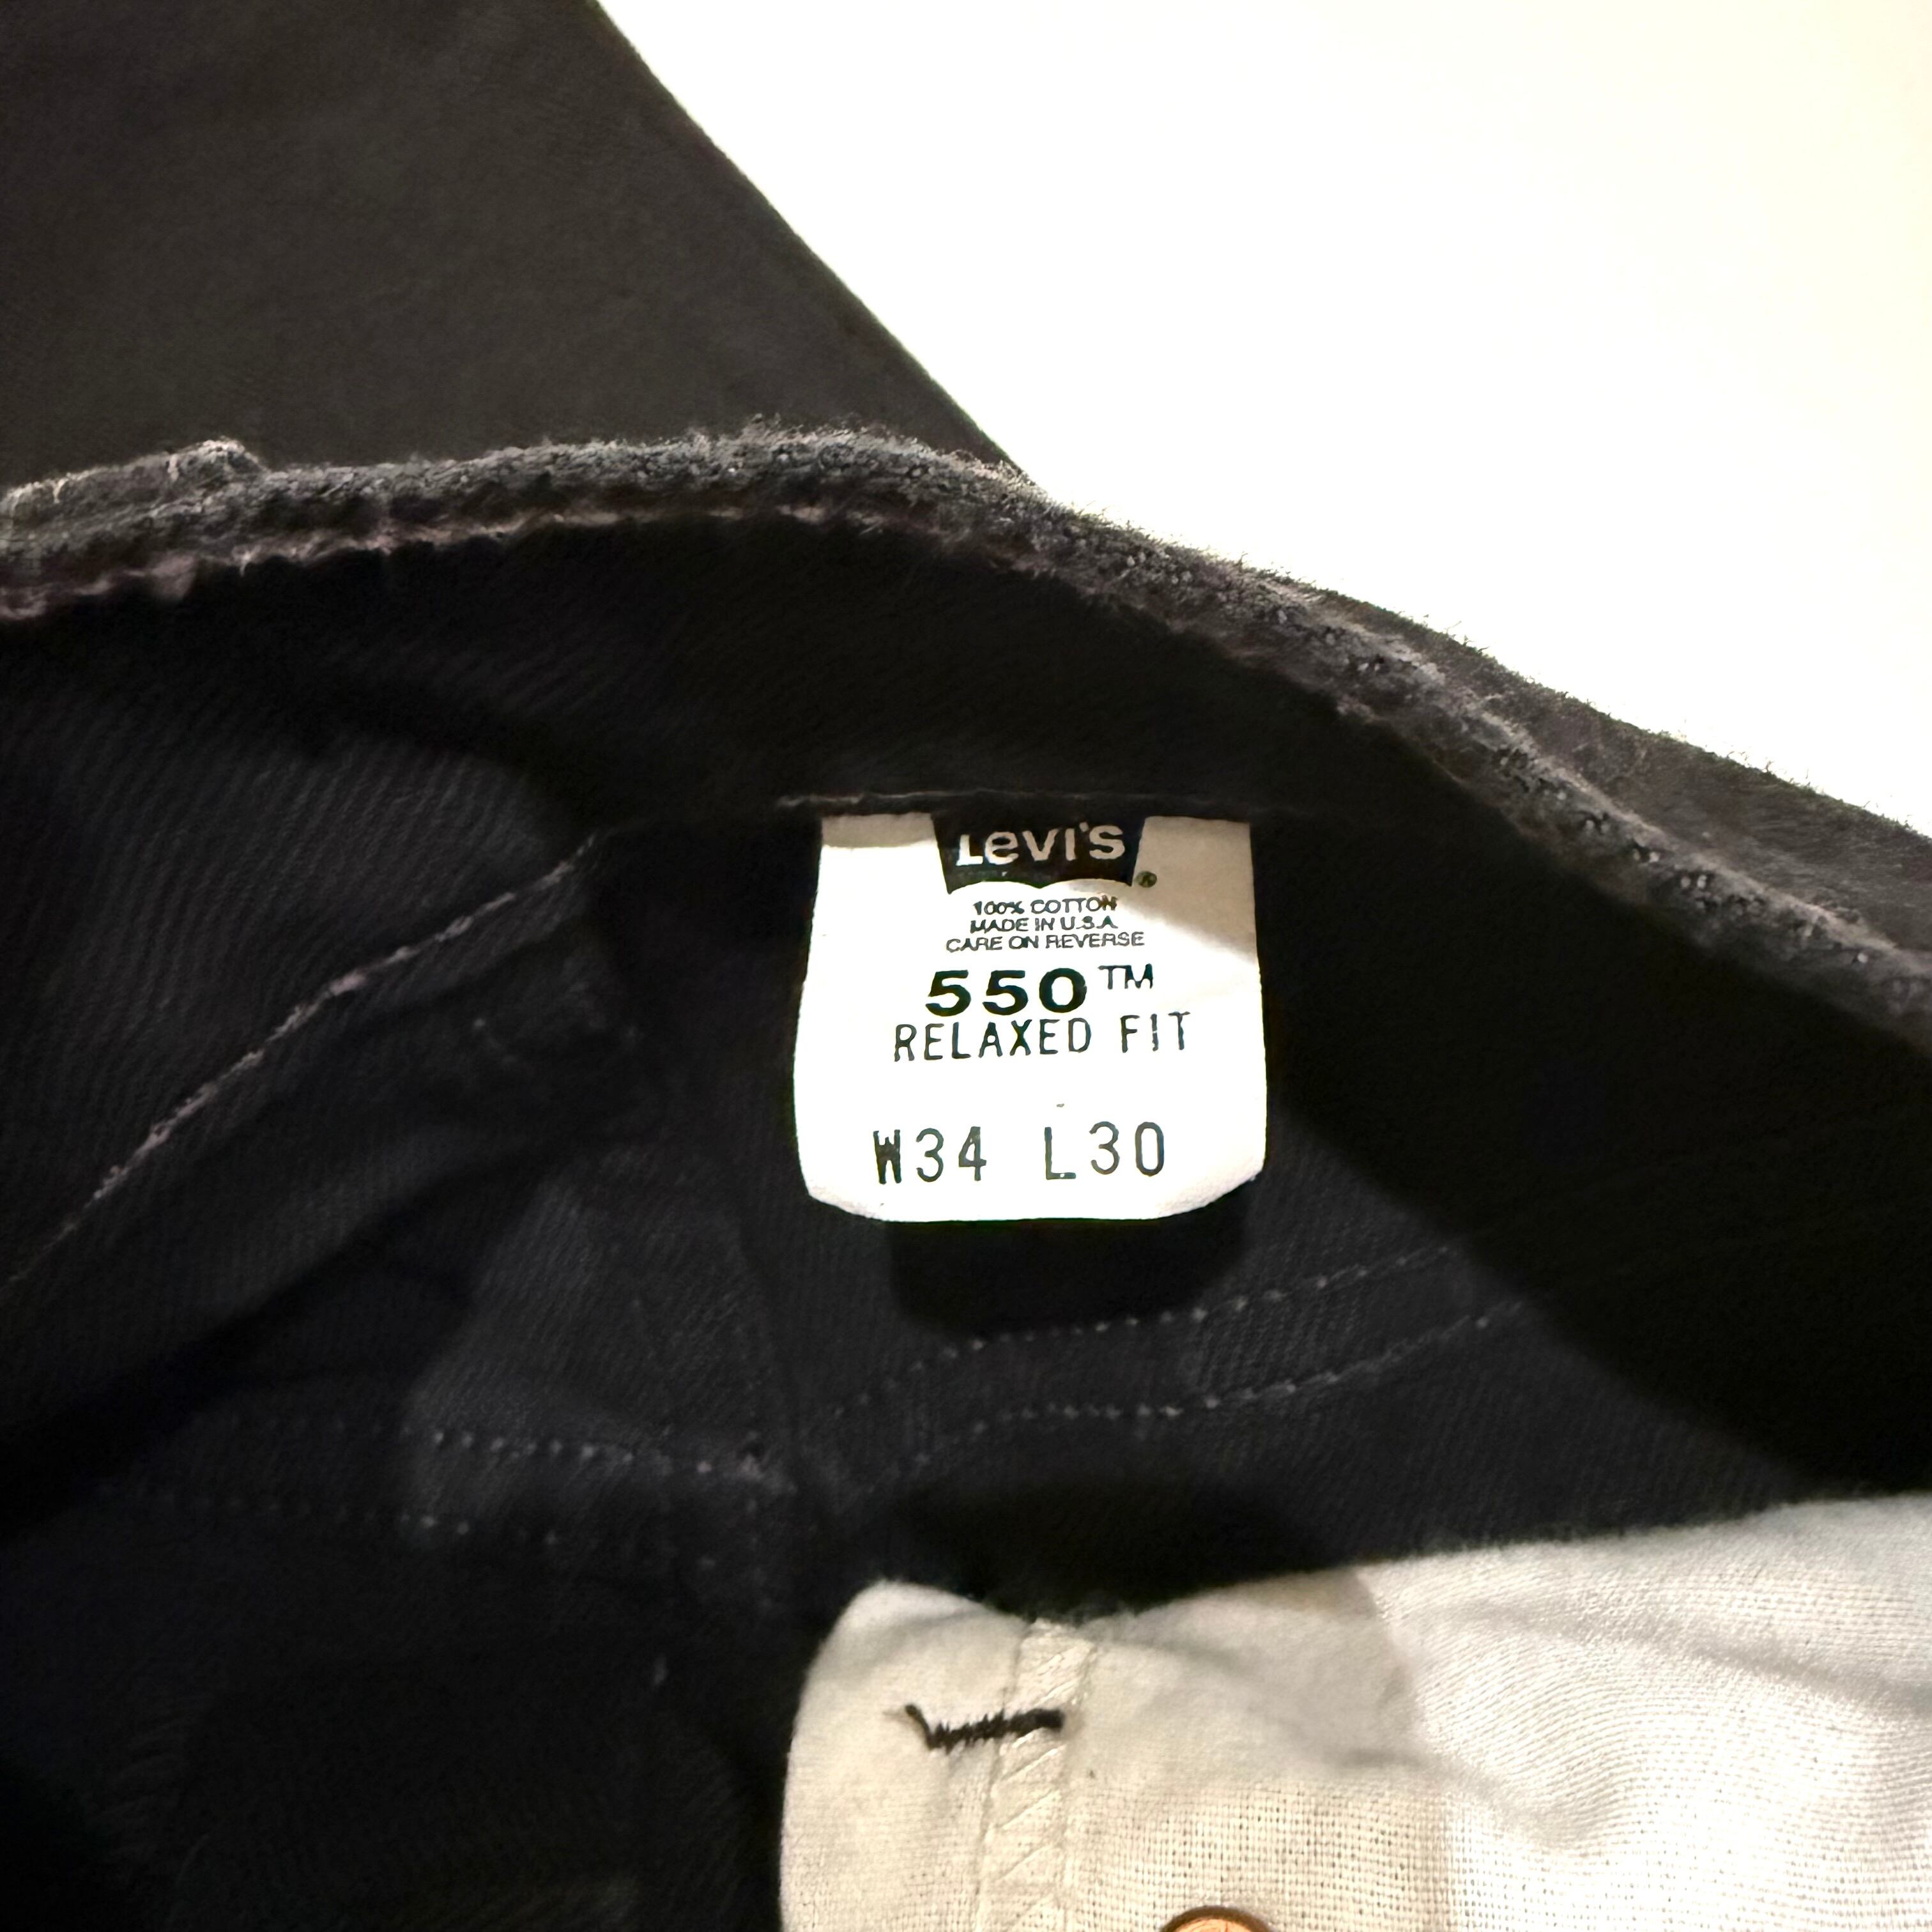 Levi's
100% COTTON
MADE IN U.S.A.
CARE ON REVERSE
550™
RELAXED FIT
W34 L30